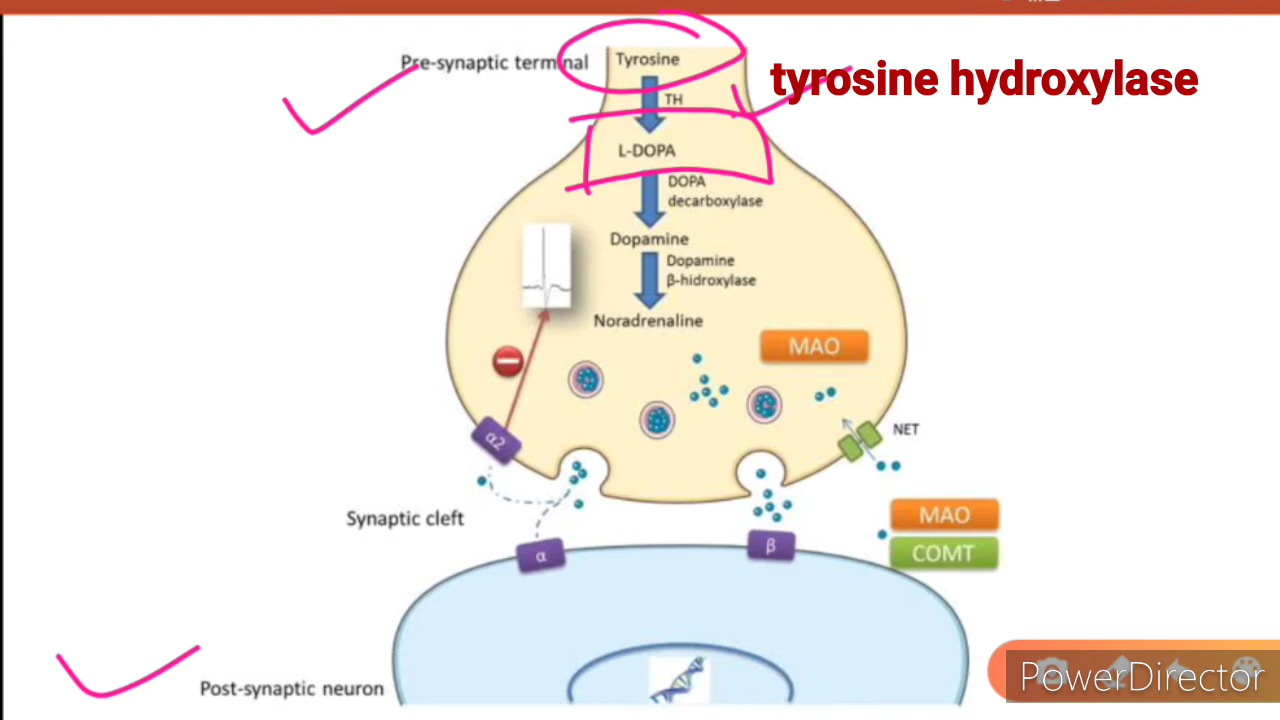 Pre-synaptic terminal
Tyrosine
tyrosine hydroxylase
TH
L-DOPA
DOPA
decarboxylase
Dopamine
Dopamine
β-hidroxylase
Noradrenaline
MAO
α2
NET
Synaptic cleft
MAO
α
β
COMT
Post-synaptic neuron
PowerDirector